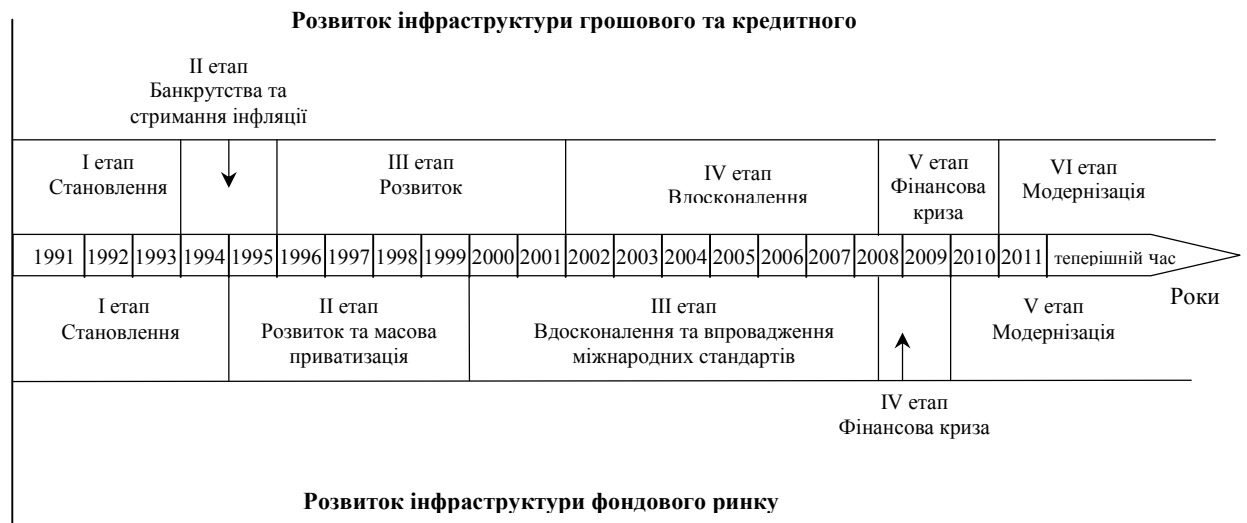 Розвиток інфраструктури грошового та кредитного
II етап
Банкрутства та
стримання інфляції
I етап
Становлення
III етап
Розвиток
IV етап
Вдосконалення
V етап
Фінансова
криза
VI етап
Модернізація
1991 1992 1993 1994 1995 1996 1997 1998 1999 2000 2001 2002 2003 2004 2005 2006 2007 2008 2009 2010 2011 теперішній час
Роки
I етап
Становлення
II етап
Розвиток та масова
приватизація
III етап
Вдосконалення та впровадження
міжнародних стандартів
V етап
Модернізація
IV етап
Фінансова криза
Розвиток інфраструктури фондового ринку